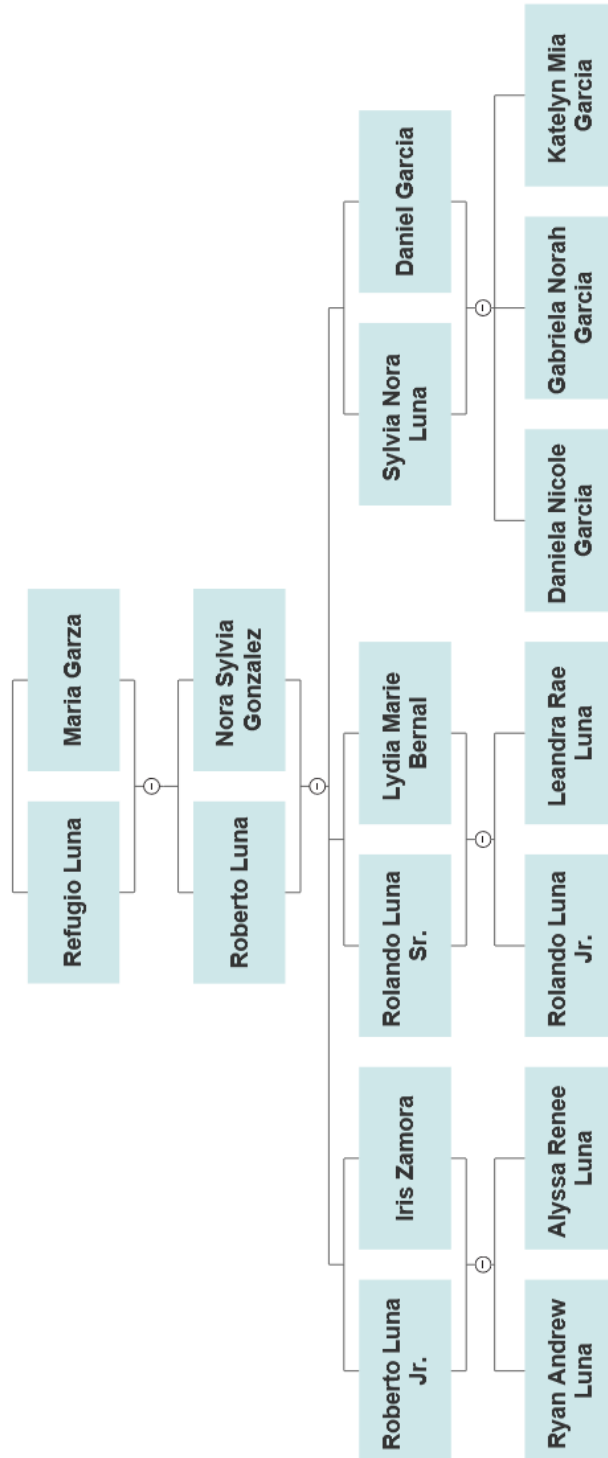 Refugio Luna
Maria Garza
Roberto Luna
Nora Sylvia
Gonzalez
Roberto Luna
Jr.
Iris Zamora
Rolando Luna
Sr.
Lydia Marie
Bernal
Sylvia Nora
Luna
Daniel Garcia
Ryan Andrew
Luna
Alyssa Renee
Luna
Rolando Luna
Jr.
Leandra Rae
Luna
Daniela Nicole
Garcia
Gabriela Norah
Garcia
Katelyn Mia
Garcia